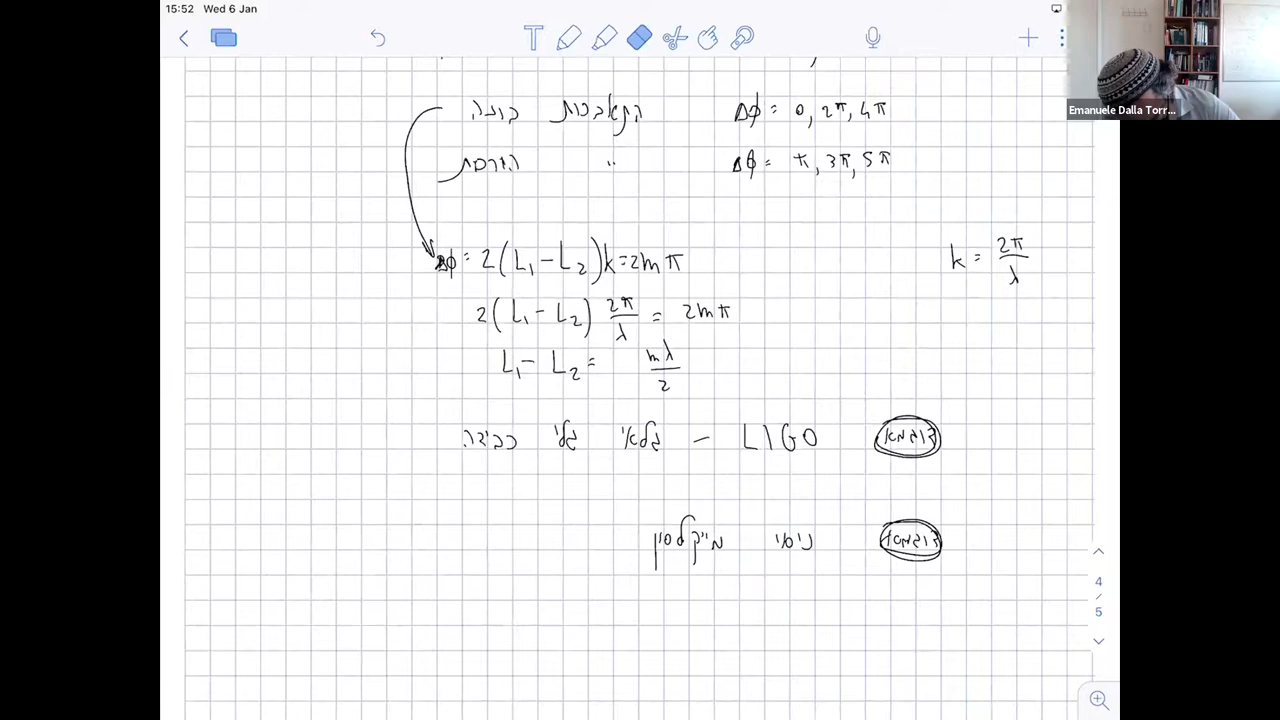 15:52 Wed 6 Jan
Emanuele Dalla Torr...
התאבכות בונה Δϕ = 0, 2π, 4π
" הורסת Δϕ = π, 3π, 5π
Δϕ = 2(L₁ − L₂)k = 2mπ
k = 2π/λ
2(L₁ − L₂) 2π/λ = 2mπ
L₁ − L₂ = mλ/2
דוגמא LIGO – גלאי גלי כבידה
דוגמא ניסוי מייקלסון
4/5